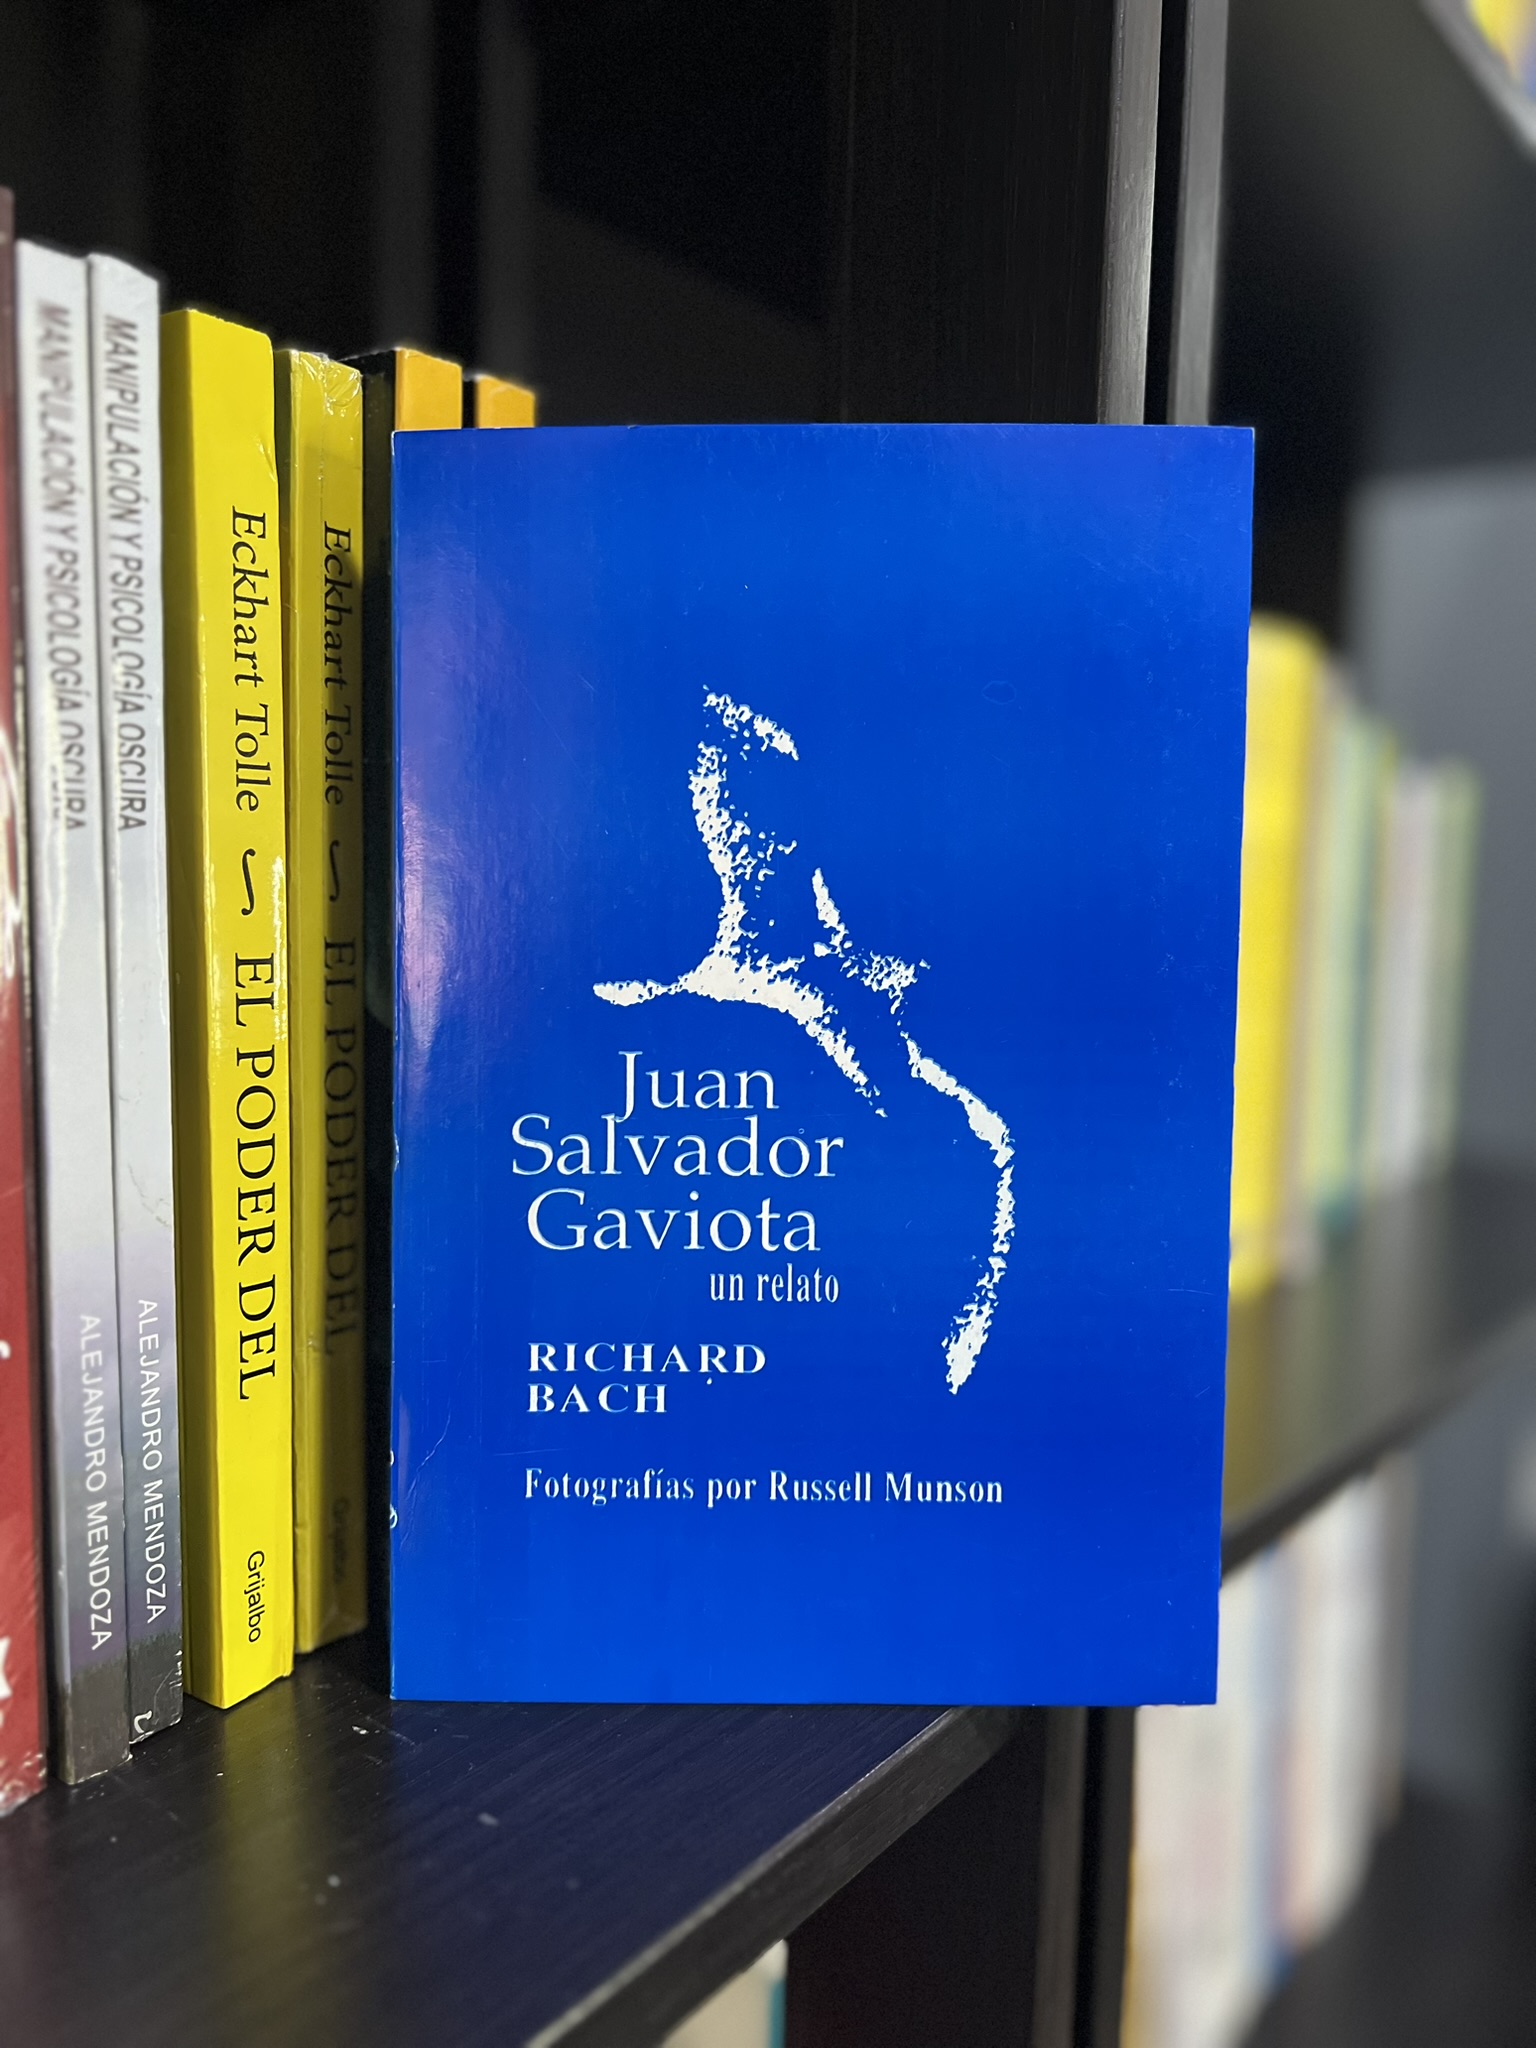 MANIPULACIÓN Y PSICOLOGÍA OSCURA
ALEJANDRO MENDOZA
MANIPULACIÓN Y PSICOLOGÍA OSCURA
ALEJANDRO MENDOZA
Eckhart Tolle EL PODER DEL
Grijalbo
Eckhart Tolle EL PODER DEL
Grijalbo
Juan
Salvador
Gaviota
un relato
RICHARD
BACH
Fotografías por Russell Munson